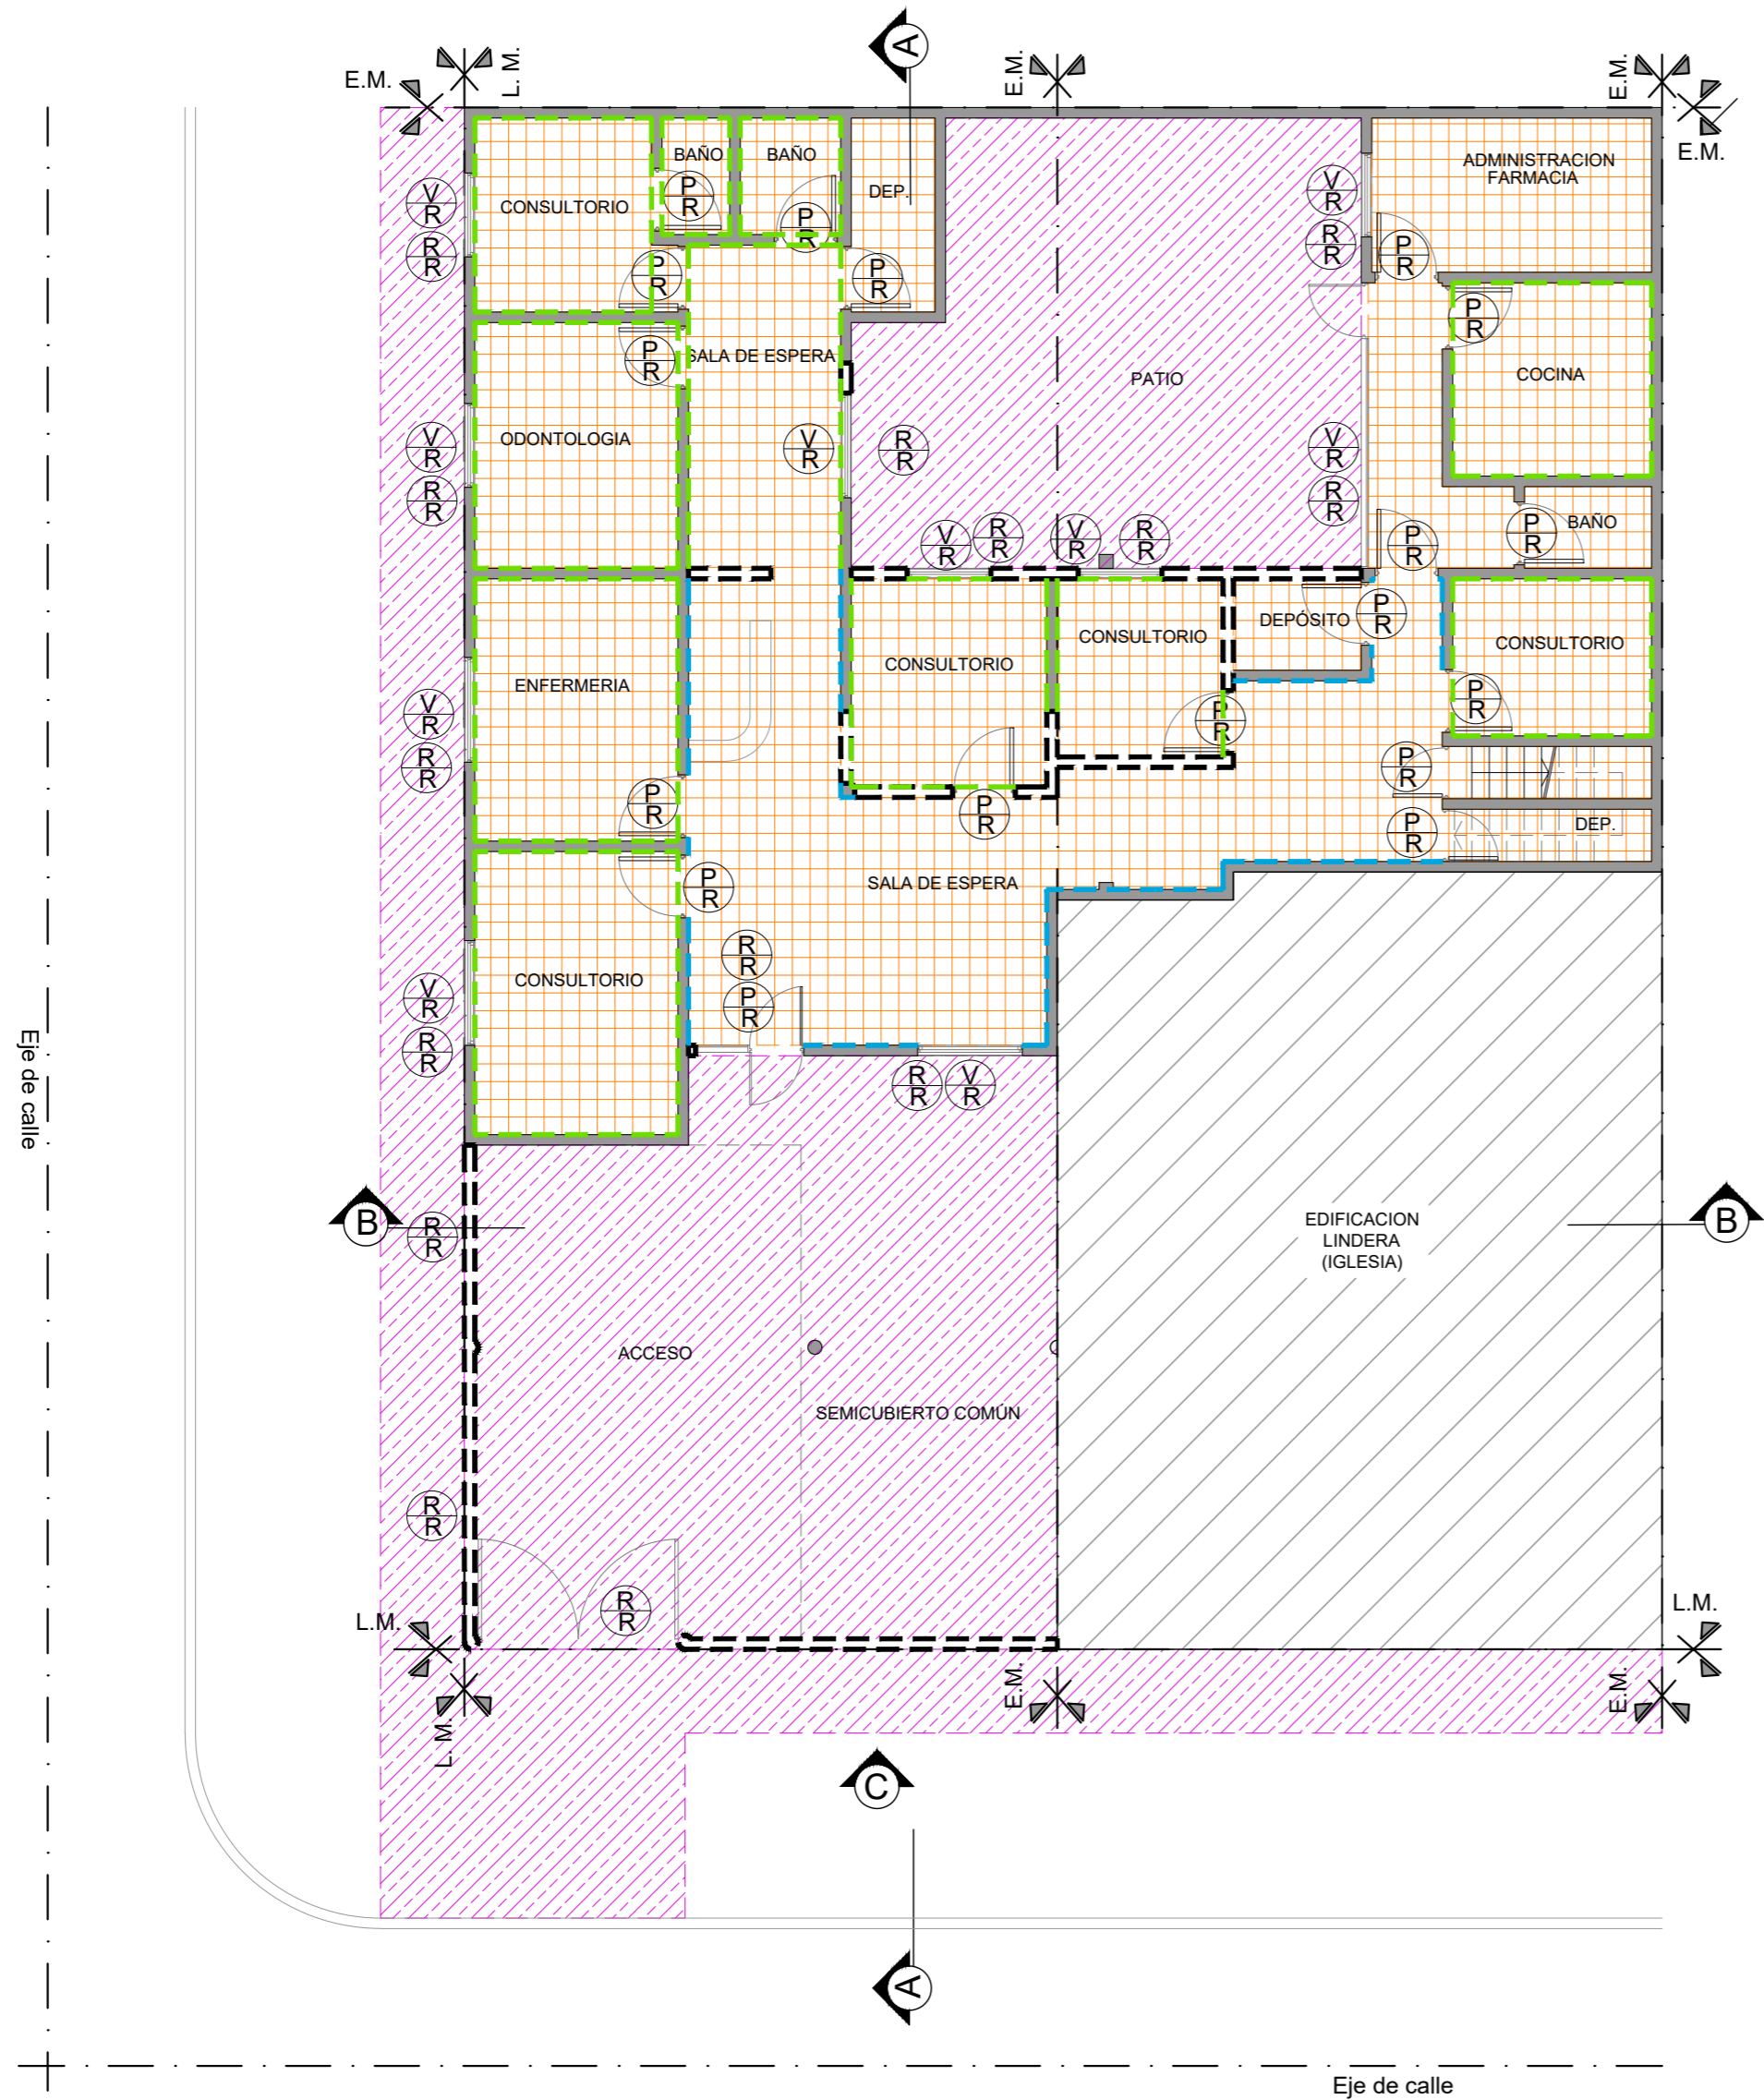 A
E.M.
L. M.
E.M.
E.M.
E.M.
BAÑO
BAÑO
ADMINISTRACION
FARMACIA
V
R
R
R
CONSULTORIO
P
R
P
R
DEP.
V
R
R
R
P
R
P
R
P
R
P
R
P
R
SALA DE ESPERA
PATIO
COCINA
ODONTOLOGIA
V
R
R
R
V
R
R
R
V
R
R
R
V
R
R
R
V
R
R
R
P
R
P
R
BAÑO
DEPÓSITO
P
R
CONSULTORIO
CONSULTORIO
CONSULTORIO
ENFERMERIA
V
R
R
R
P
R
P
R
P
R
P
R
P
R
P
R
DEP.
SALA DE ESPERA
P
R
CONSULTORIO
R
R
P
R
V
R
R
R
R
R
V
R
Eje de calle
B
R
R
EDIFICACION
LINDERA
(IGLESIA)
B
ACCESO
SEMICUBIERTO COMÚN
R
R
R
R
L.M.
L.M.
L. M.
E.M.
E.M.
C
A
Eje de calle